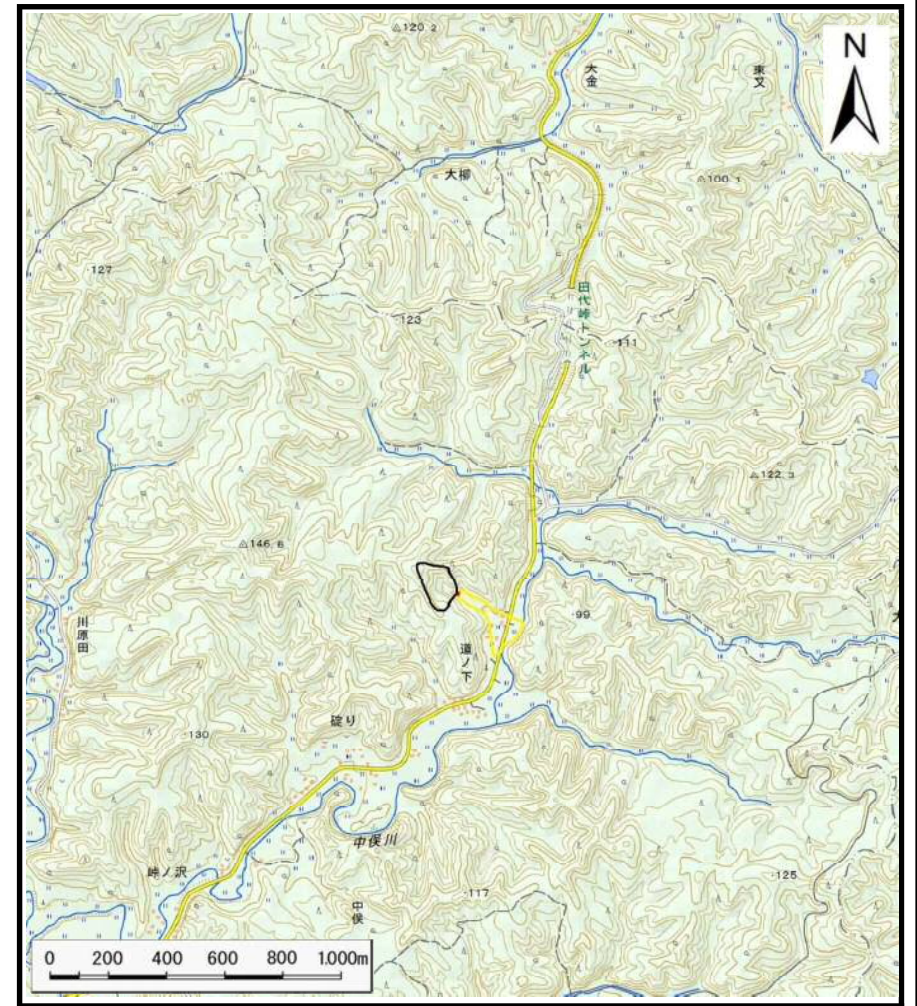 △120.2
N
大金
東又
大柳
△100.1
・127
田代峠トンネル
・123
・111
△122.3
△146.6
・99
川原田
道ノ下
碇り
・130
中俣川
峠ノ沢
・125
・117
中俣
0 200 400 600 800 1.000m